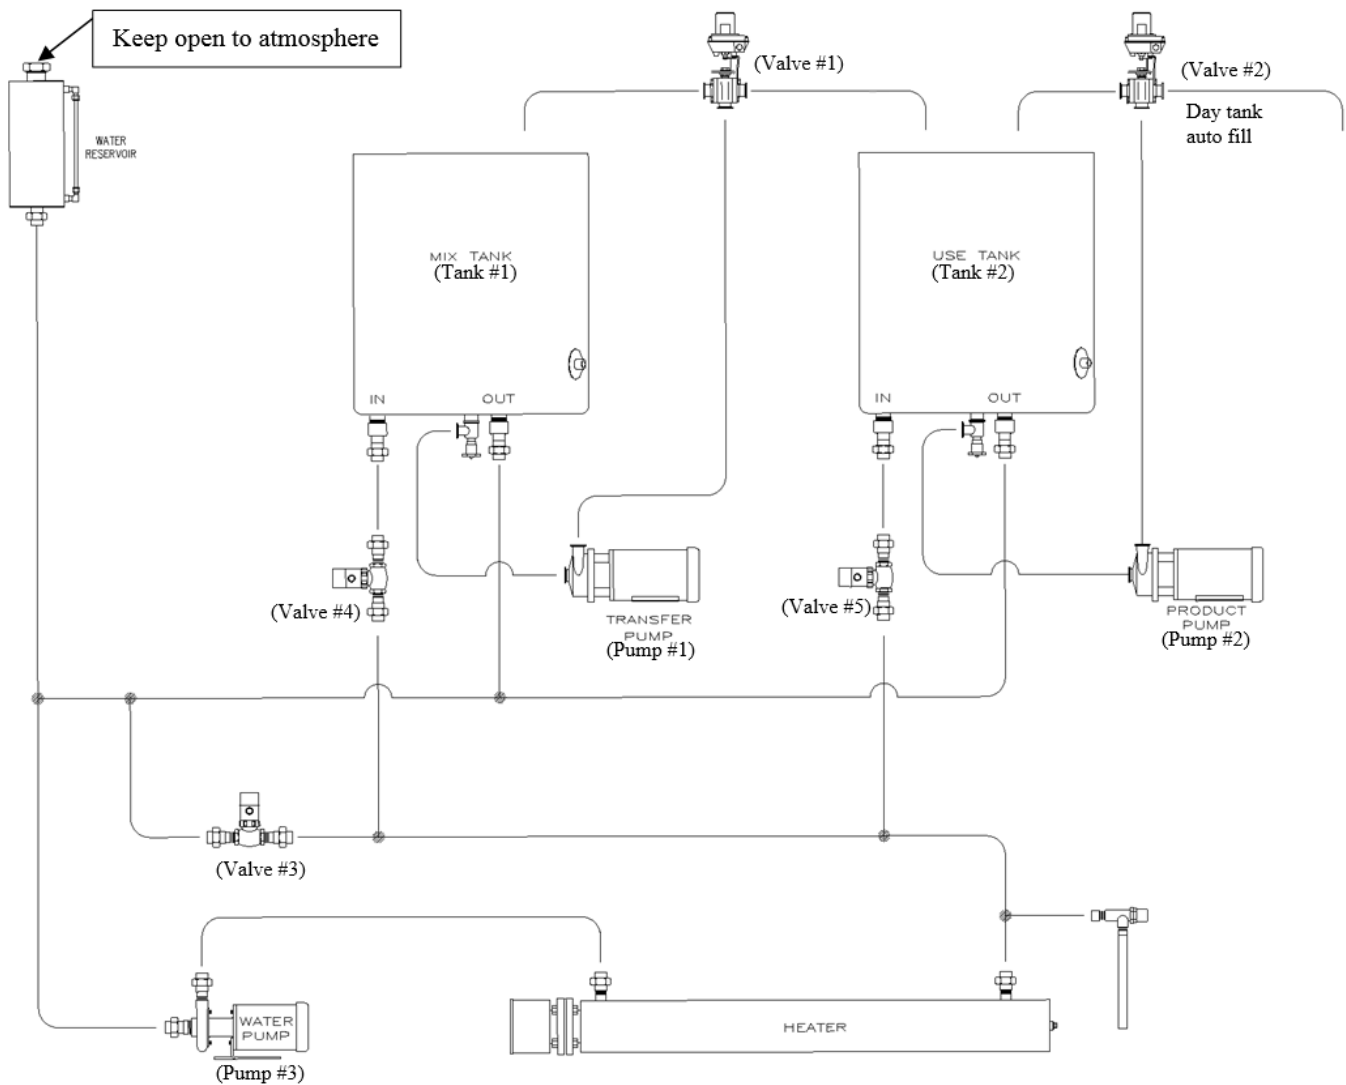 Keep open to atmosphere
(Valve #1)
(Valve #2)
Day tank
auto fill
WATER
RESERVOIR
MIX TANK
(Tank #1)
USE TANK
(Tank #2)
IN
OUT
IN
OUT
(Valve #4)
TRANSFER
PUMP
(Pump #1)
(Valve #5)
PRODUCT
PUMP
(Pump #2)
(Valve #3)
WATER
PUMP
(Pump #3)
HEATER